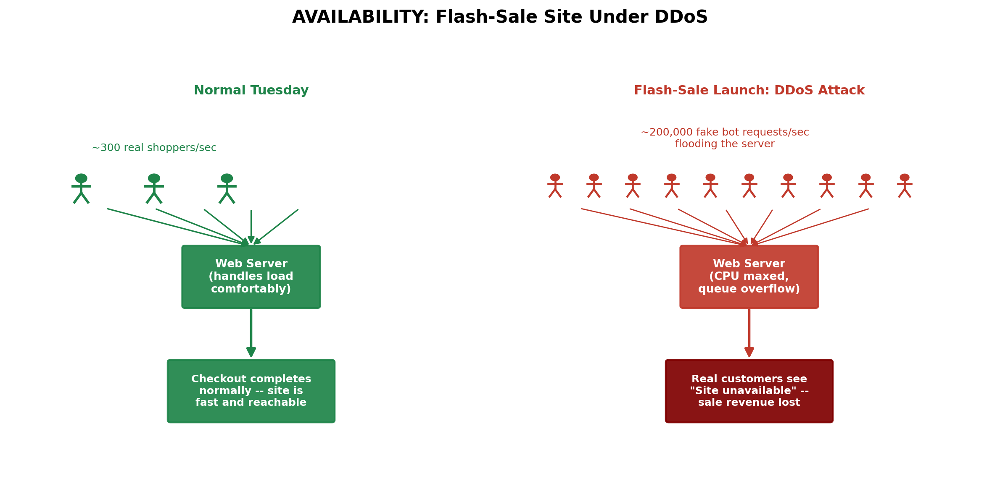 AVAILABILITY: Flash-Sale Site Under DDoS
Normal Tuesday
~300 real shoppers/sec
Web Server
(handles load
comfortably)
Checkout completes
normally -- site is
fast and reachable
Flash-Sale Launch: DDoS Attack
~200,000 fake bot requests/sec
flooding the server
Web Server
(CPU maxed,
queue overflow)
Real customers see
"Site unavailable" --
sale revenue lost